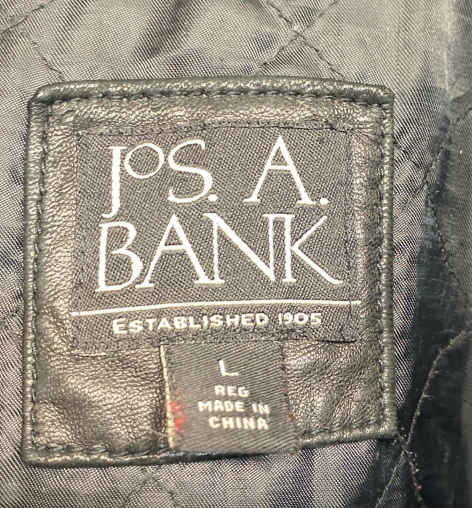 JOS. A.
BANK
ESTABLISHED 1905
L
REG
MADE IN
CHINA